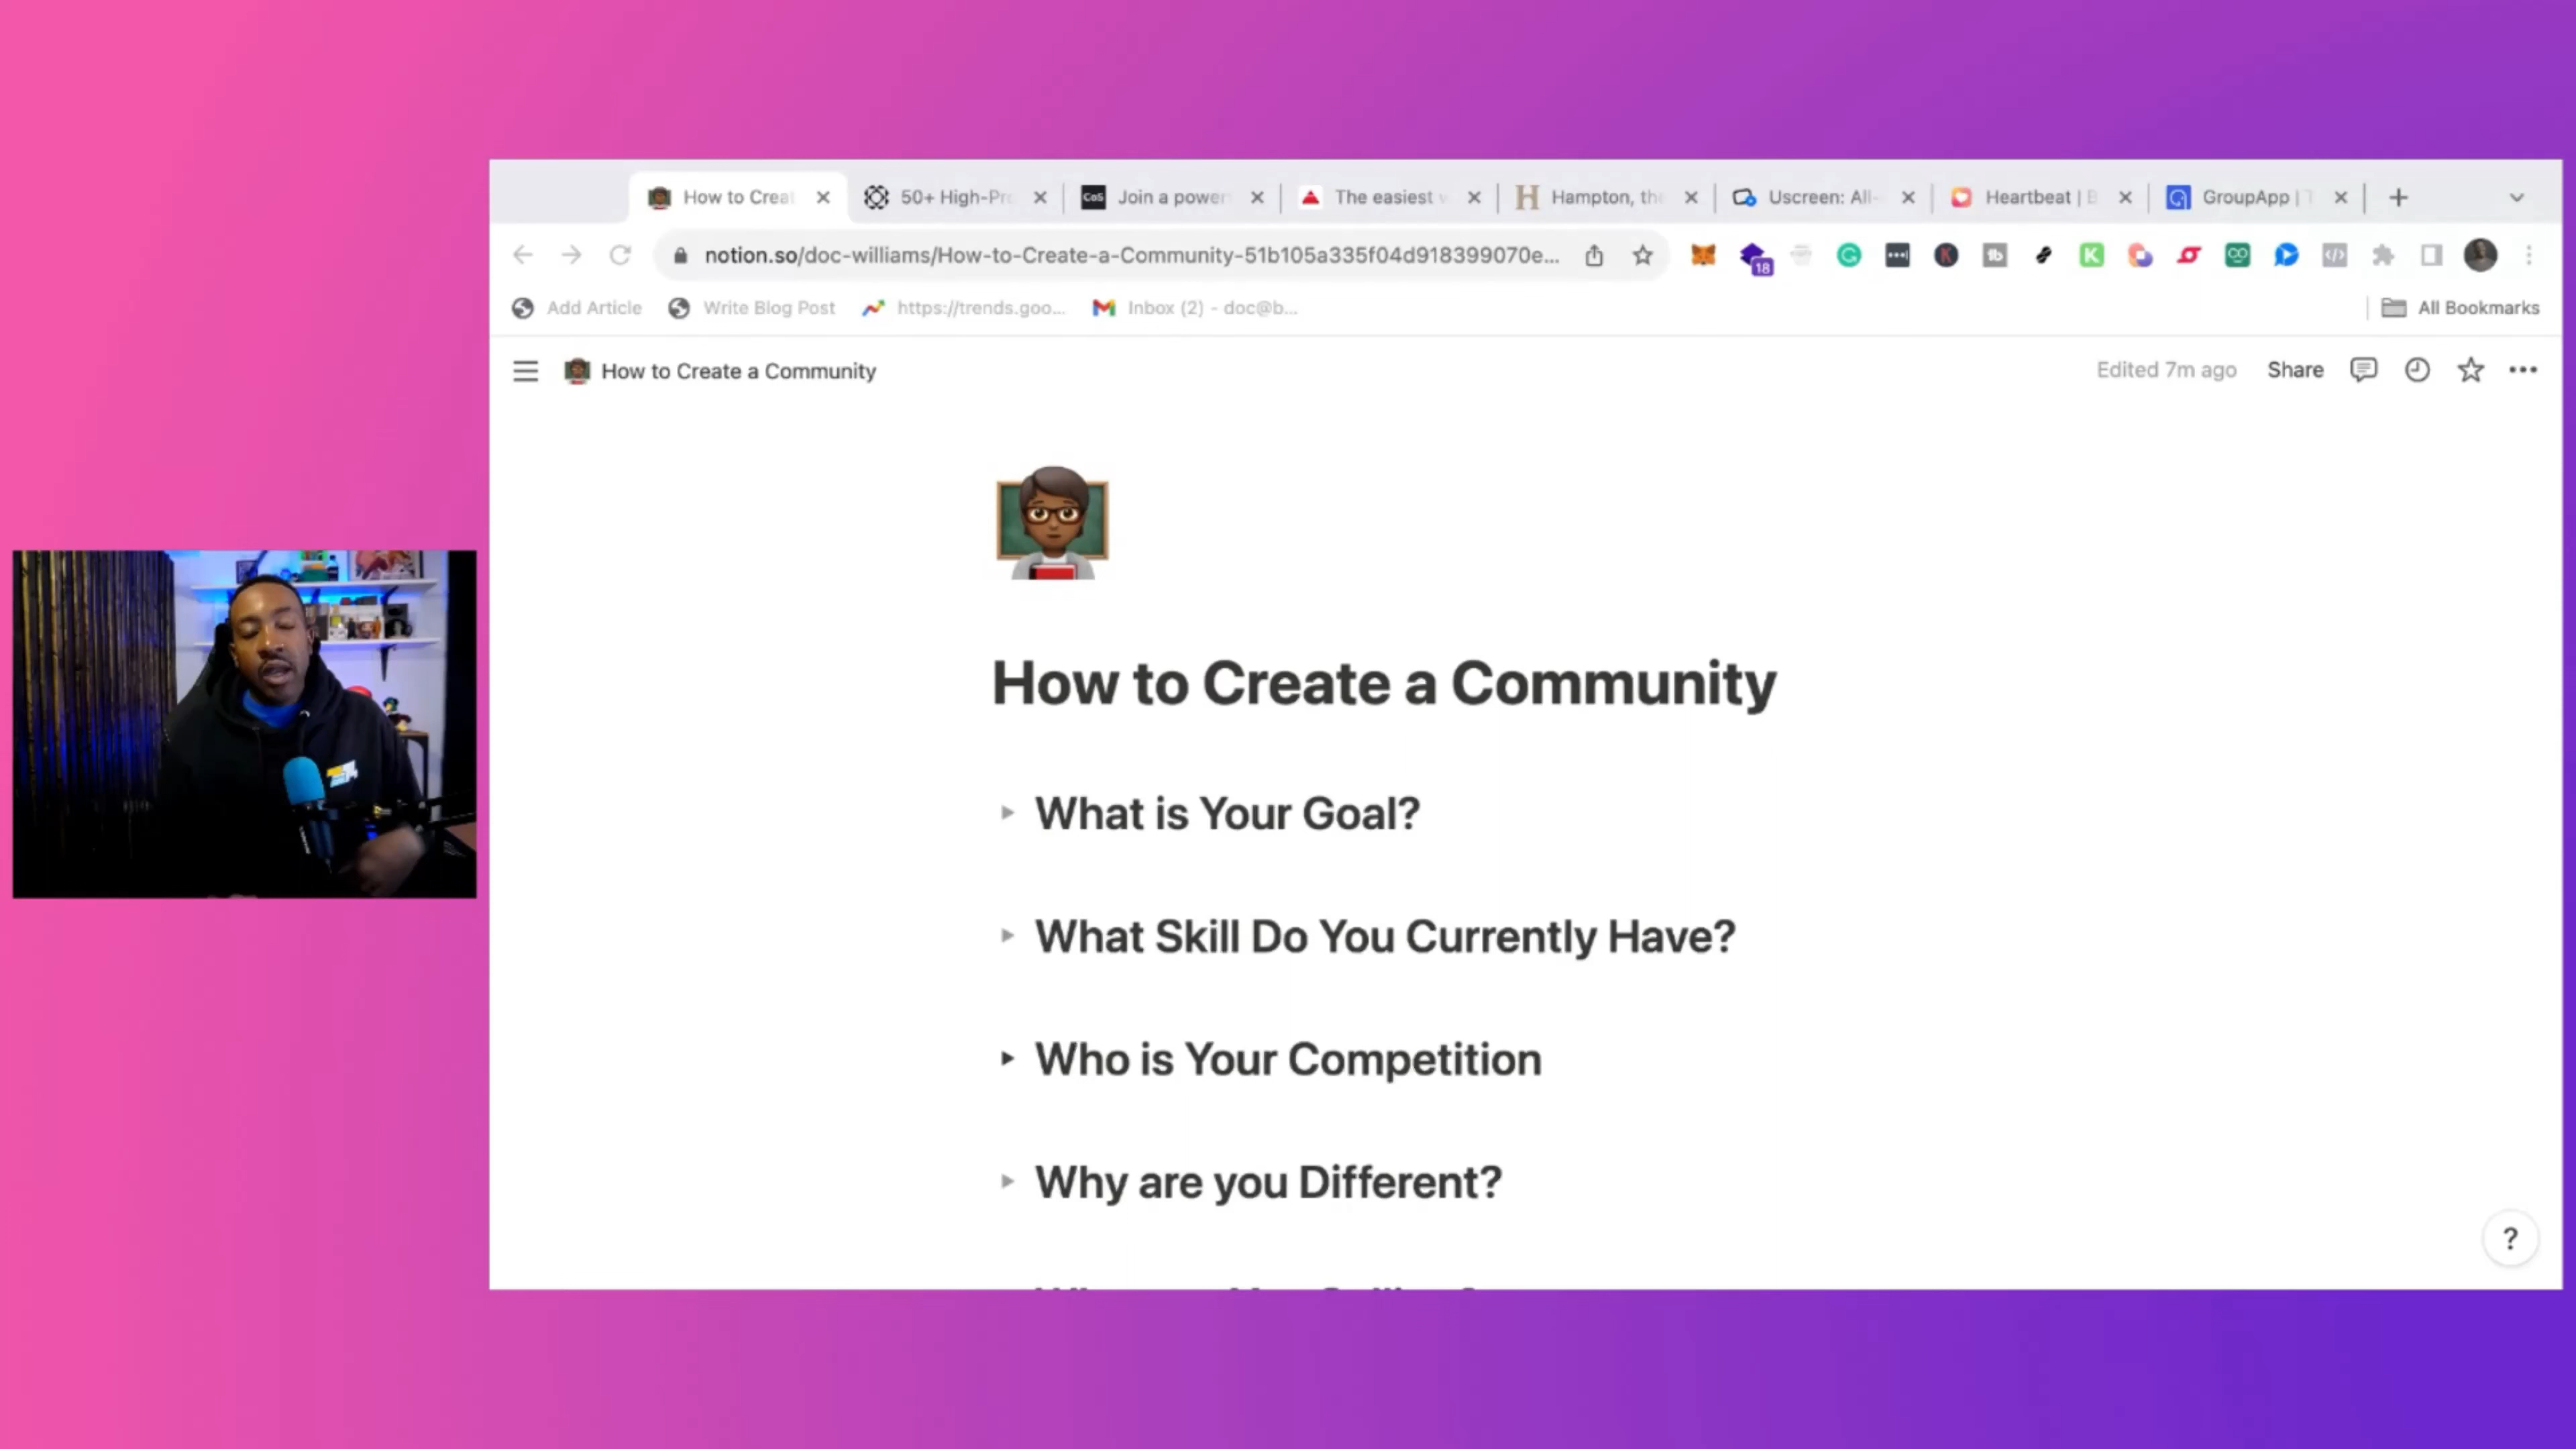 How to Creat
50+ High-Pr
CoS
Join a power
The easiest
H
Hampton, the
Uscreen: All-
Heartbeat |
GroupApp |
notion.so/doc-williams/How-to-Create-a-Community-51b105a335f04d918399070e...
18
Add Article
Write Blog Post
https://trends.goo...
Inbox (2) - doc@b...
All Bookmarks
How to Create a Community
Edited 7m ago
Share
How to Create a Community
What is Your Goal?
What Skill Do You Currently Have?
Who is Your Competition
Why are you Different?
?